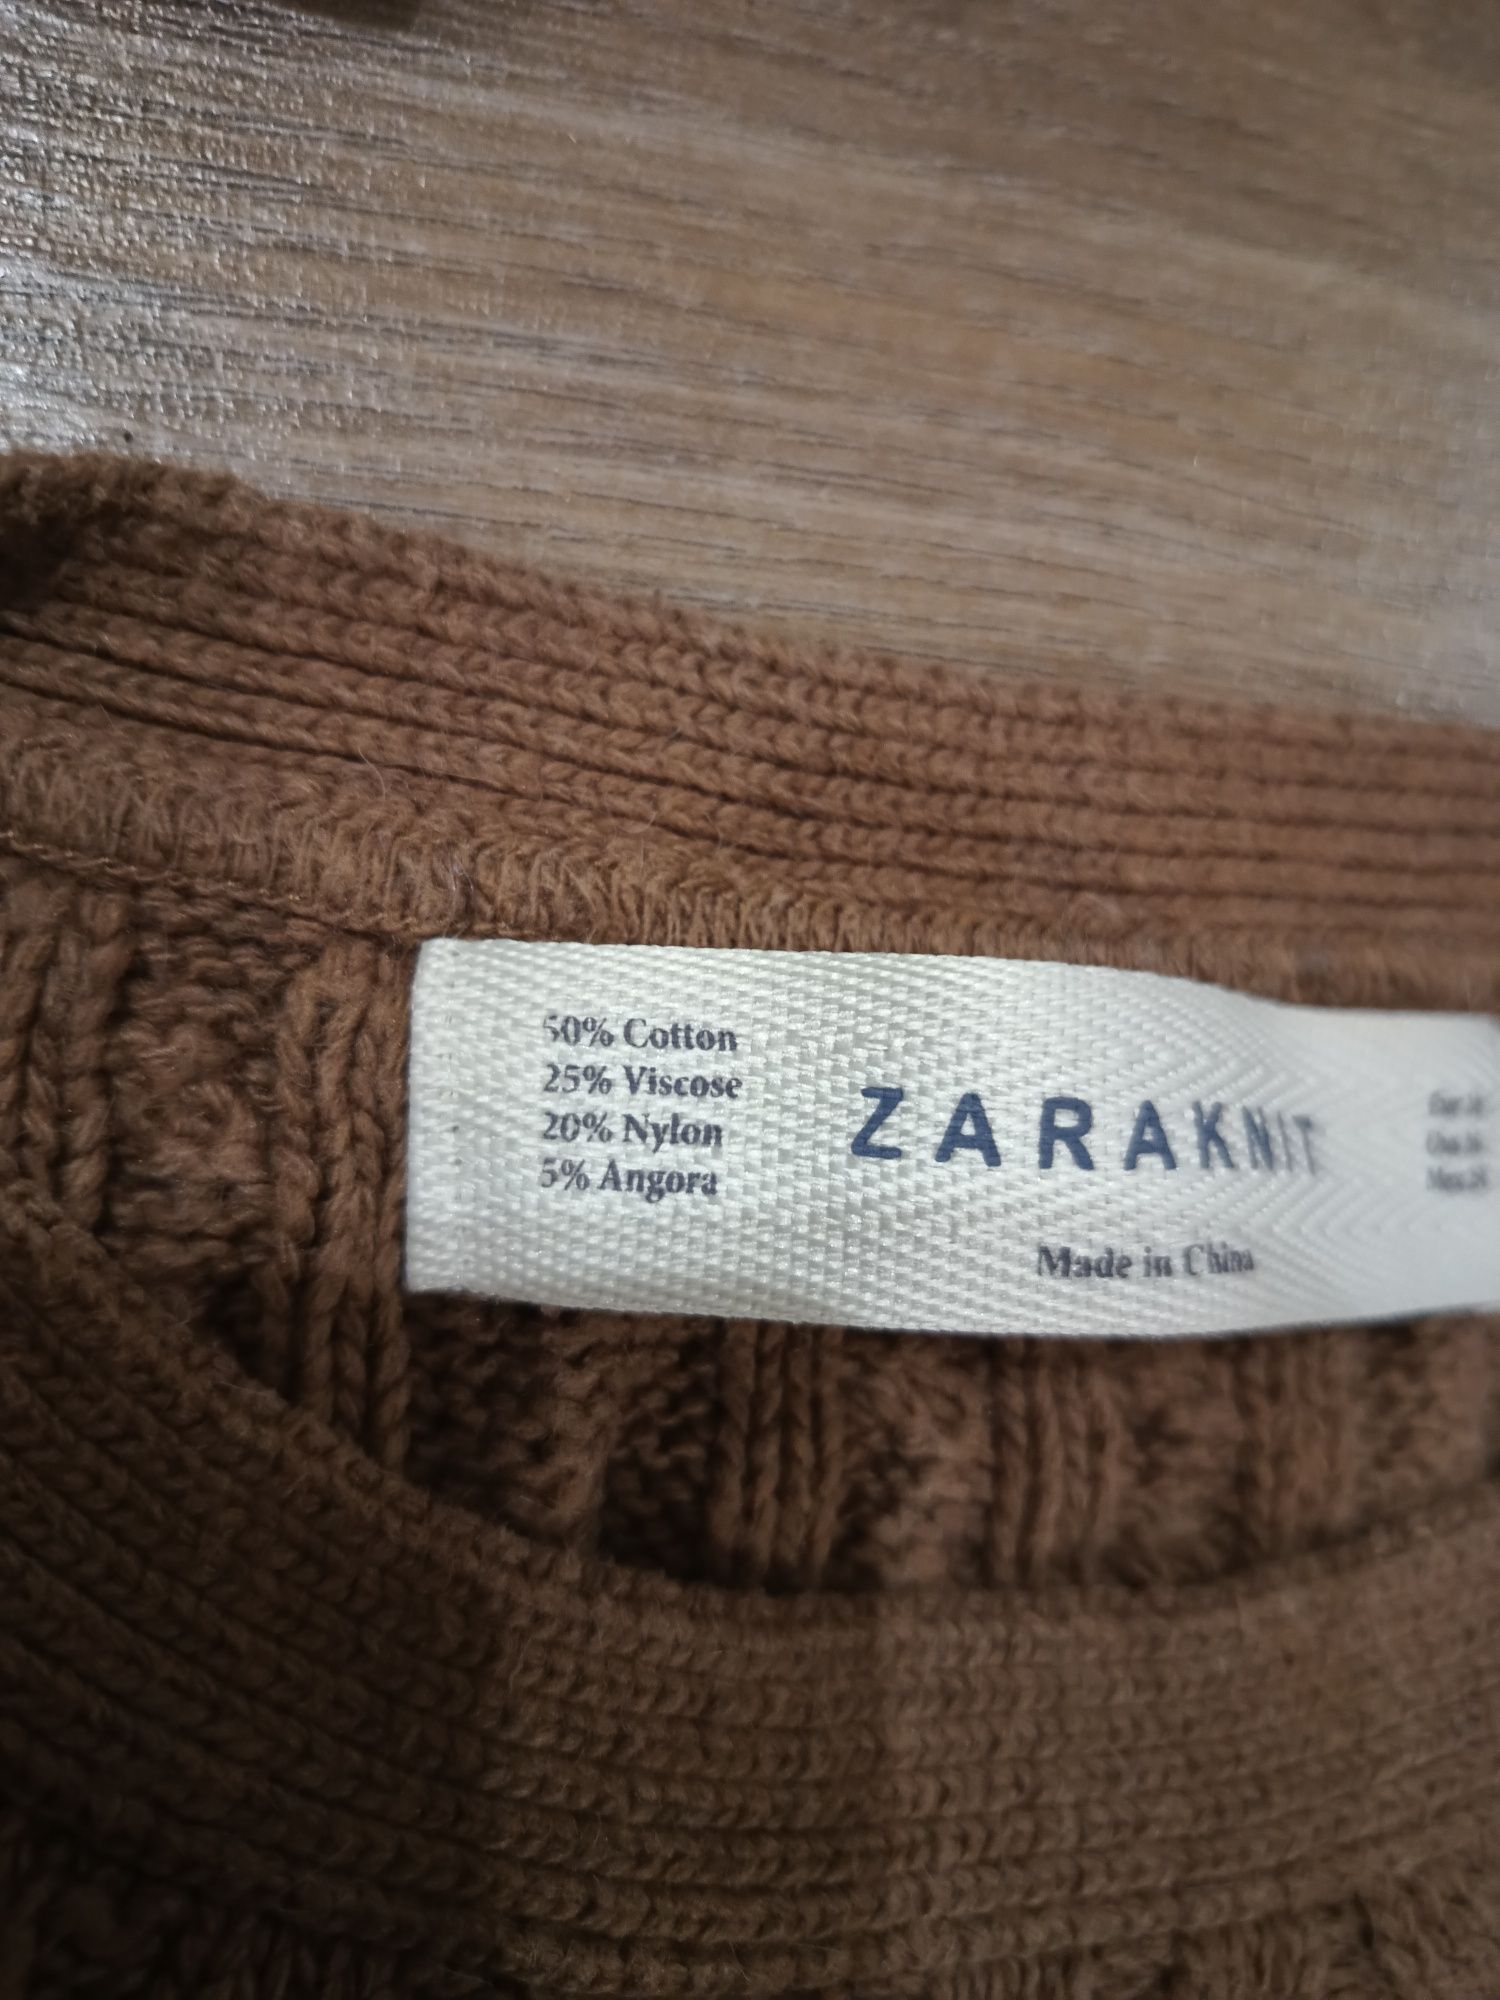 50% Cotton
25% Viscose
20% Nylon
5% Angora
ZARAKNIT
Made in China